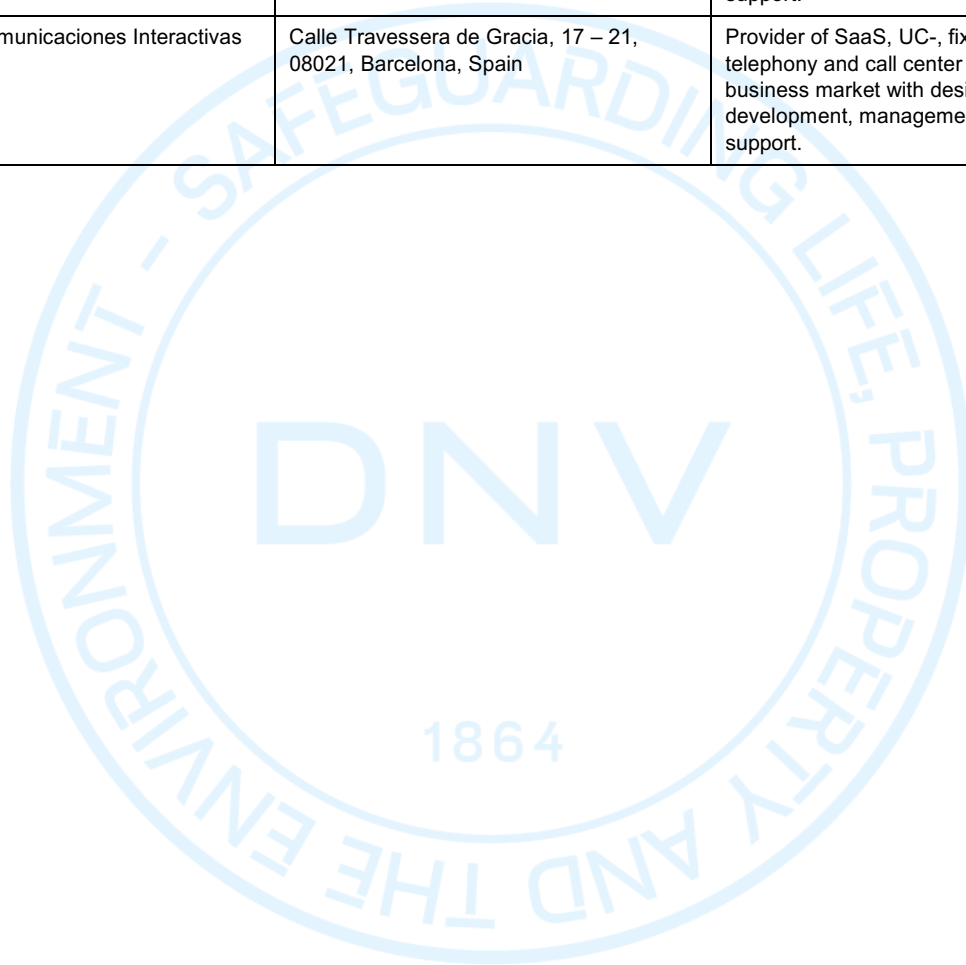 support.
municaciones Interactivas
Calle Travessera de Gracia, 17 – 21,
08021, Barcelona, Spain
Provider of SaaS, UC-, fix
telephony and call center
business market with desi
development, manageme
support.
SAFEGUARDING LIFE, PROPERTY AND THE ENVIRONMENT -
DNV
1864